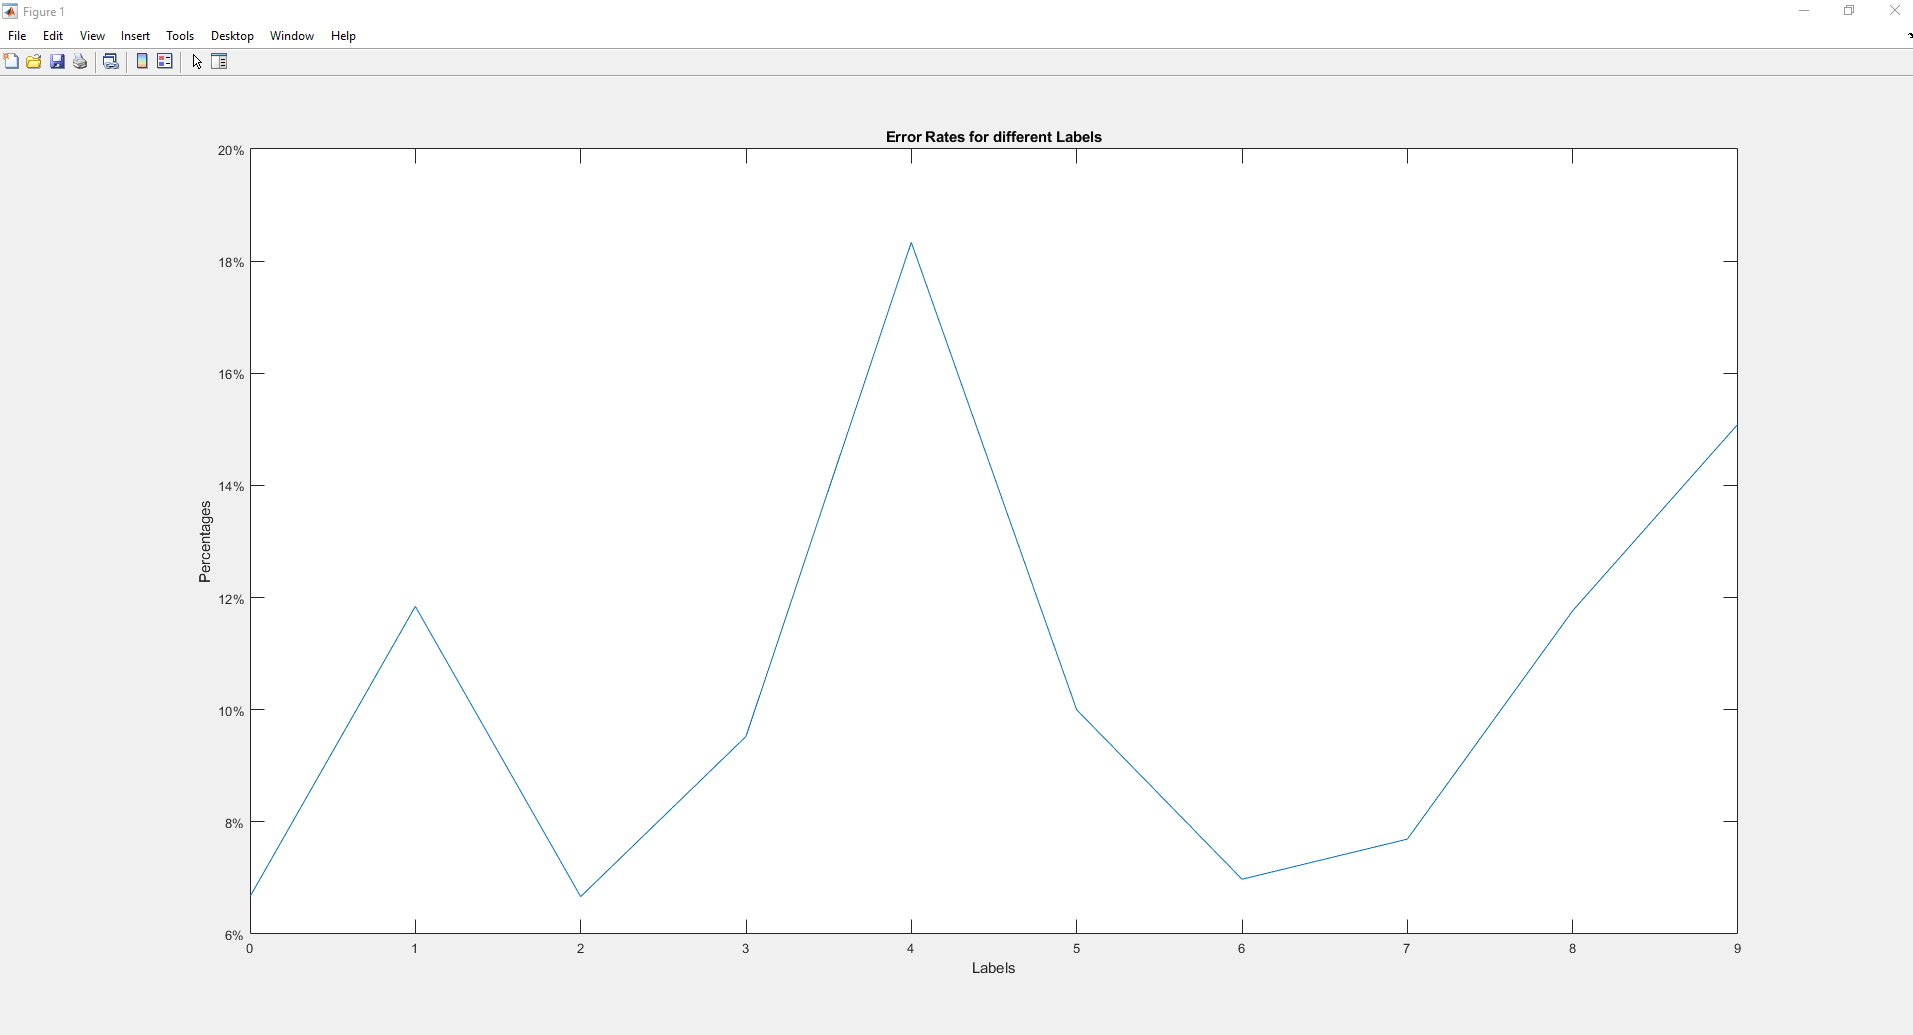 Figure 1
File Edit View Insert Tools Desktop Window Help
Error Rates for different Labels
20%
18%
16%
14%
12%
10%
8%
6%
Percentages
0 1 2 3 4 5 6 7 8 9
Labels